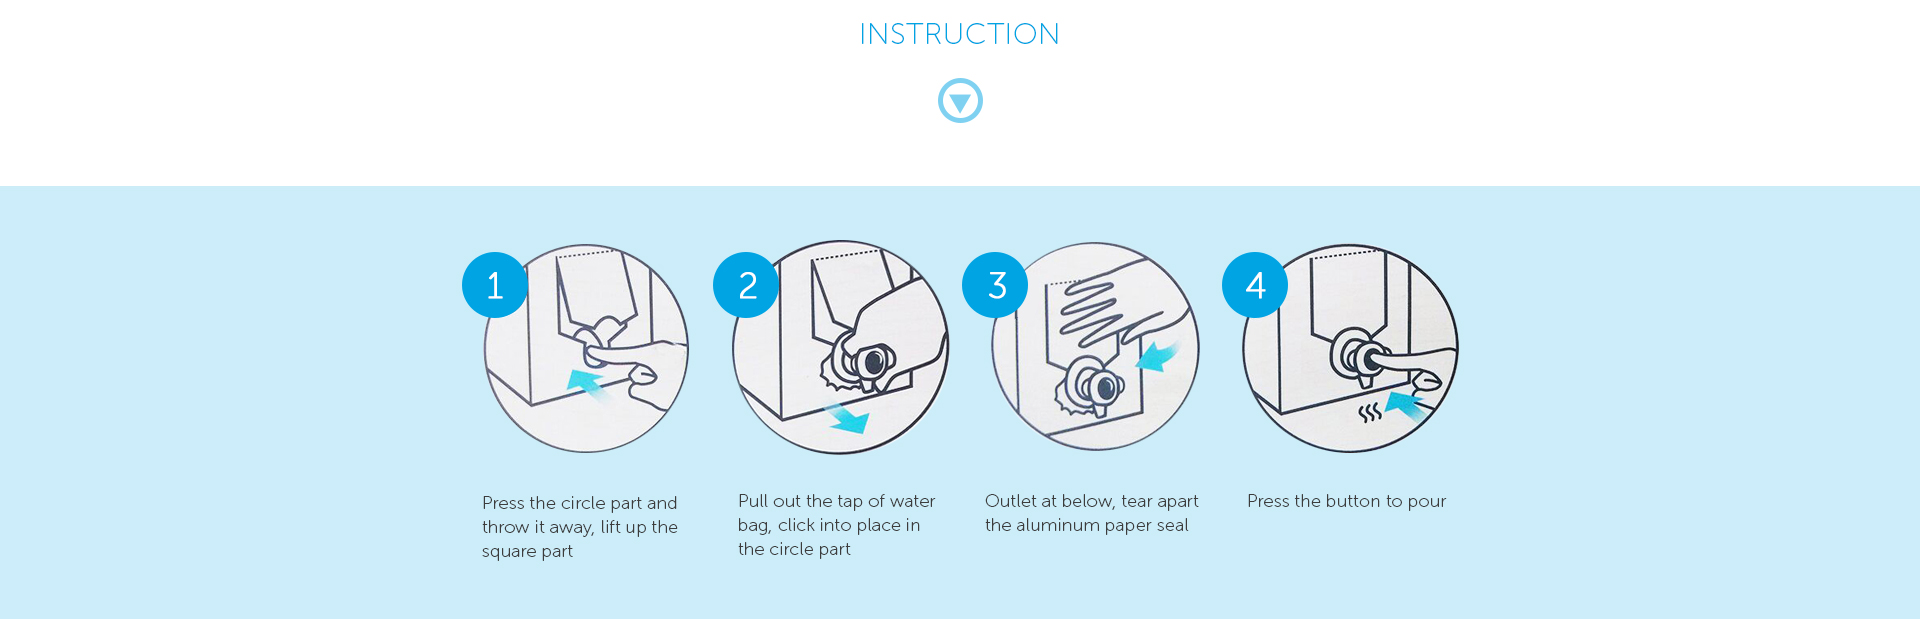 INSTRUCTION
1
Press the circle part and
throw it away, lift up the
square part
2
Pull out the tap of water
bag, click into place in
the circle part
3
Outlet at below, tear apart
the aluminum paper seal
4
Press the button to pour